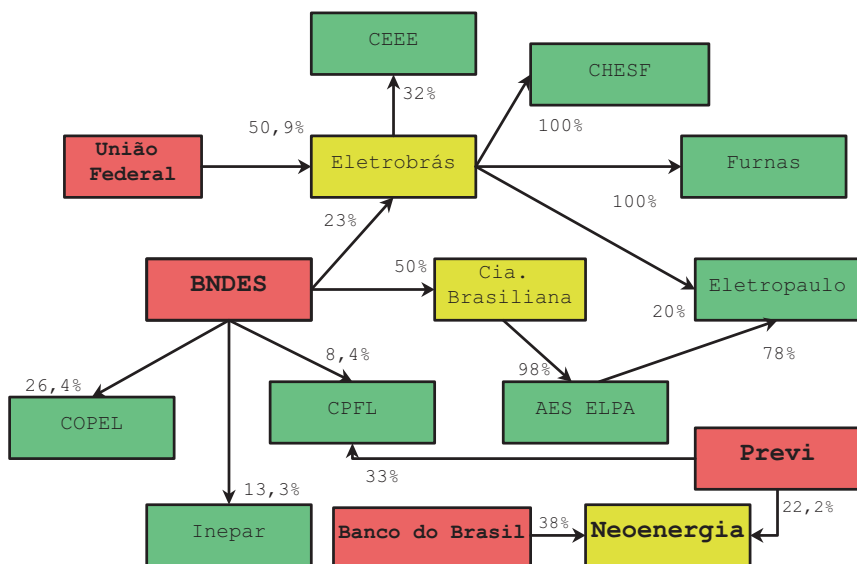 CEEE
CHESF
32%
100%
50,9%
União
Federal
Eletrobrás
Furnas
100%
23%
BNDES
50%
Cia.
Brasiliana
Eletropaulo
20%
78%
8,4%
98%
26,4%
COPEL
CPFL
AES ELPA
Previ
33%
13,3%
22,2%
Inepar
Banco do Brasil
38%
Neoenergia